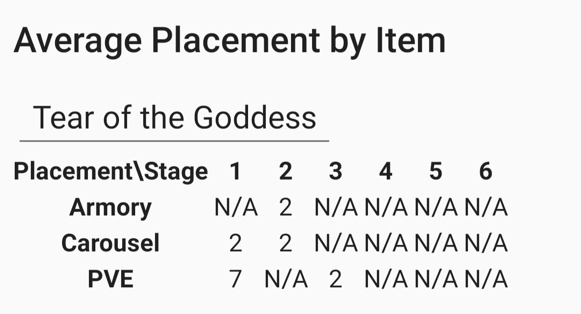 Average Placement by Item
Tear of the Goddess
Placement\Stage 1 2 3 4 5 6
Armory N/A 2 N/A N/A N/A N/A
Carousel 2 2 N/A N/A N/A N/A
PVE 7 N/A 2 N/A N/A N/A